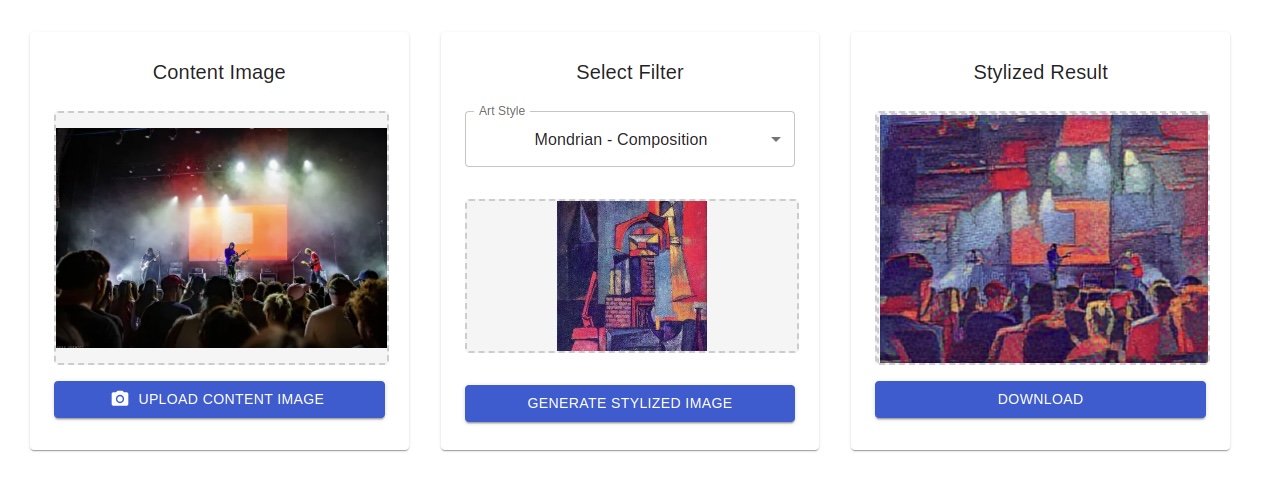 Content Image
UPLOAD CONTENT IMAGE
Select Filter
Art Style
Mondrian - Composition
GENERATE STYLIZED IMAGE
Stylized Result
DOWNLOAD